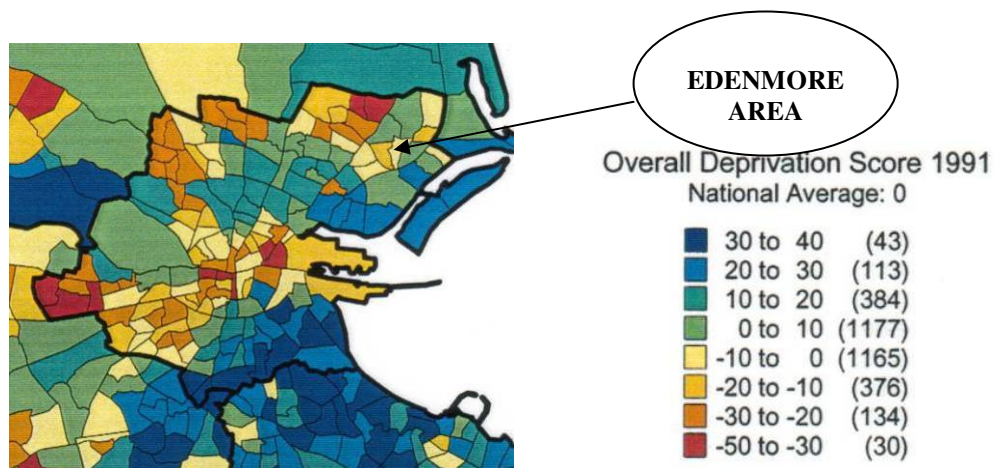 EDENMORE
AREA
Overall Deprivation Score 1991
National Average: 0
30 to 40 (43)
20 to 30 (113)
10 to 20 (384)
0 to 10 (1177)
-10 to 0 (1165)
-20 to -10 (376)
-30 to -20 (134)
-50 to -30 (30)